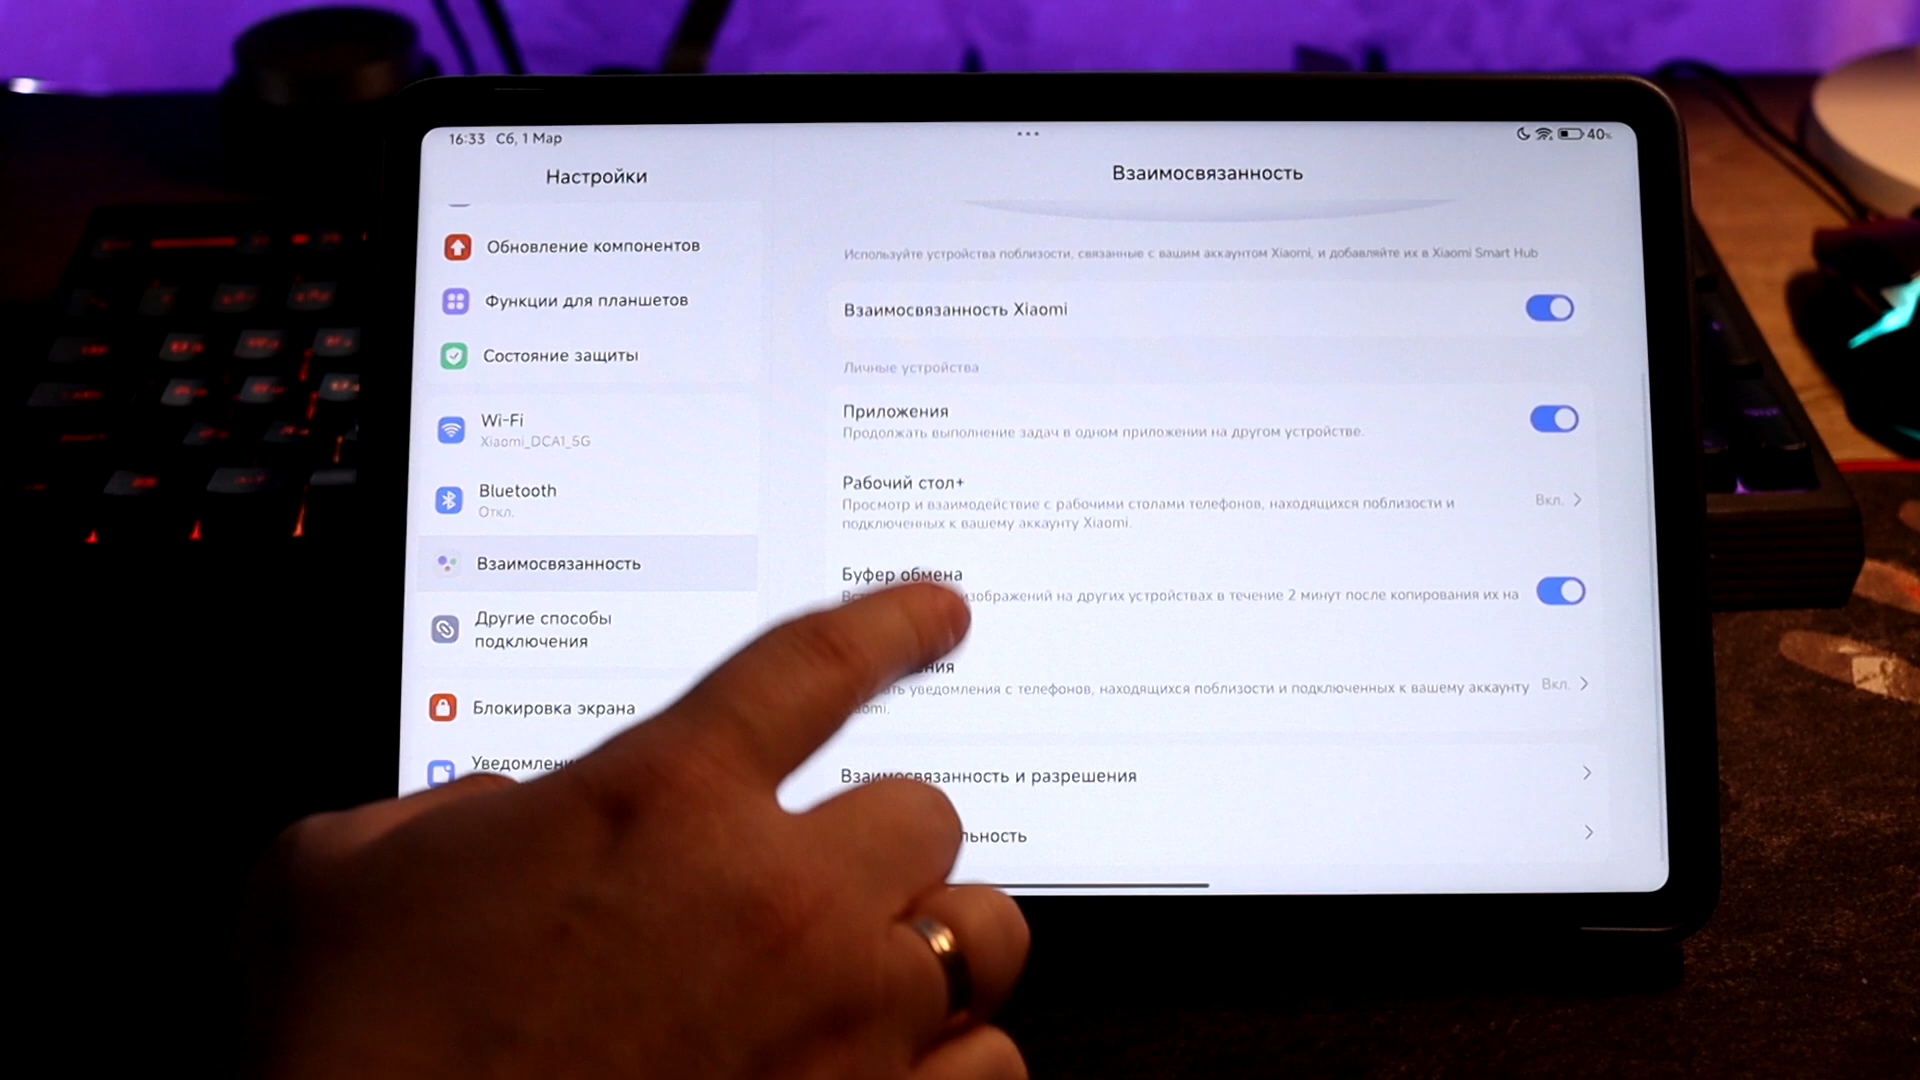 16:33 Сб, 1 Мар
40%
Настройки
Обновление компонентов
Функции для планшетов
Состояние защиты
Wi-Fi
Xiaomi_DCA1_5G
Bluetooth
Откл.
Взаимосвязанность
Другие способы
подключения
Блокировка экрана
Взаимосвязанность
Используйте устройства поблизости, связанные с вашим аккаунтом Xiaomi, и добавляйте их в Xiaomi Smart Hub
Взаимосвязанность Xiaomi
Личные устройства
Приложения
Продолжать выполнение задач в одном приложении на другом устройстве.
Рабочий стол+
Просмотр и взаимодействие с рабочими столами телефонов, находящихся поблизости и
подключенных к вашему аккаунту Xiaomi.
Вкл.
Буфер обмена
на других устройствах в течение 2 минут после копирования их на
уведомления с телефонов, находящихся поблизости и подключенных к вашему аккаунту
Вкл.
Взаимосвязанность и разрешения